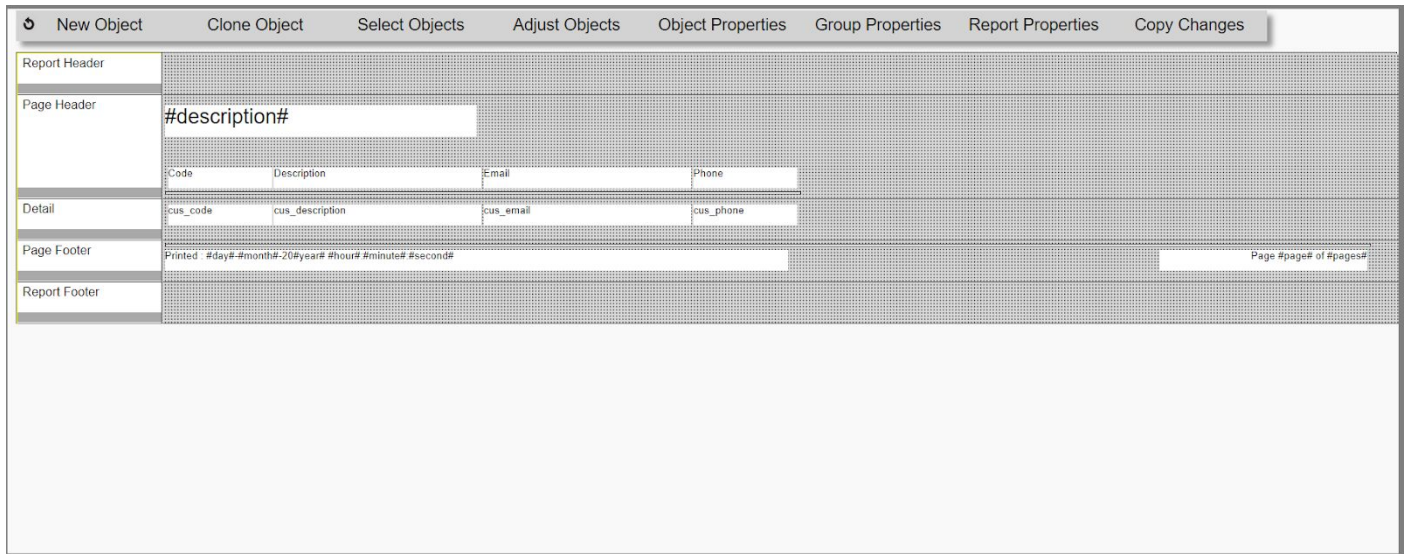 New Object Clone Object Select Objects Adjust Objects Object Properties Group Properties Report Properties Copy Changes
Report Header
Page Header
#description#
Code Description Email Phone
Detail
cus_code cus_description cus_email cus_phone
Page Footer
Printed : #day#-#month#-20#year# #hour#:#minute#:#second# Page #page# of #pages#
Report Footer